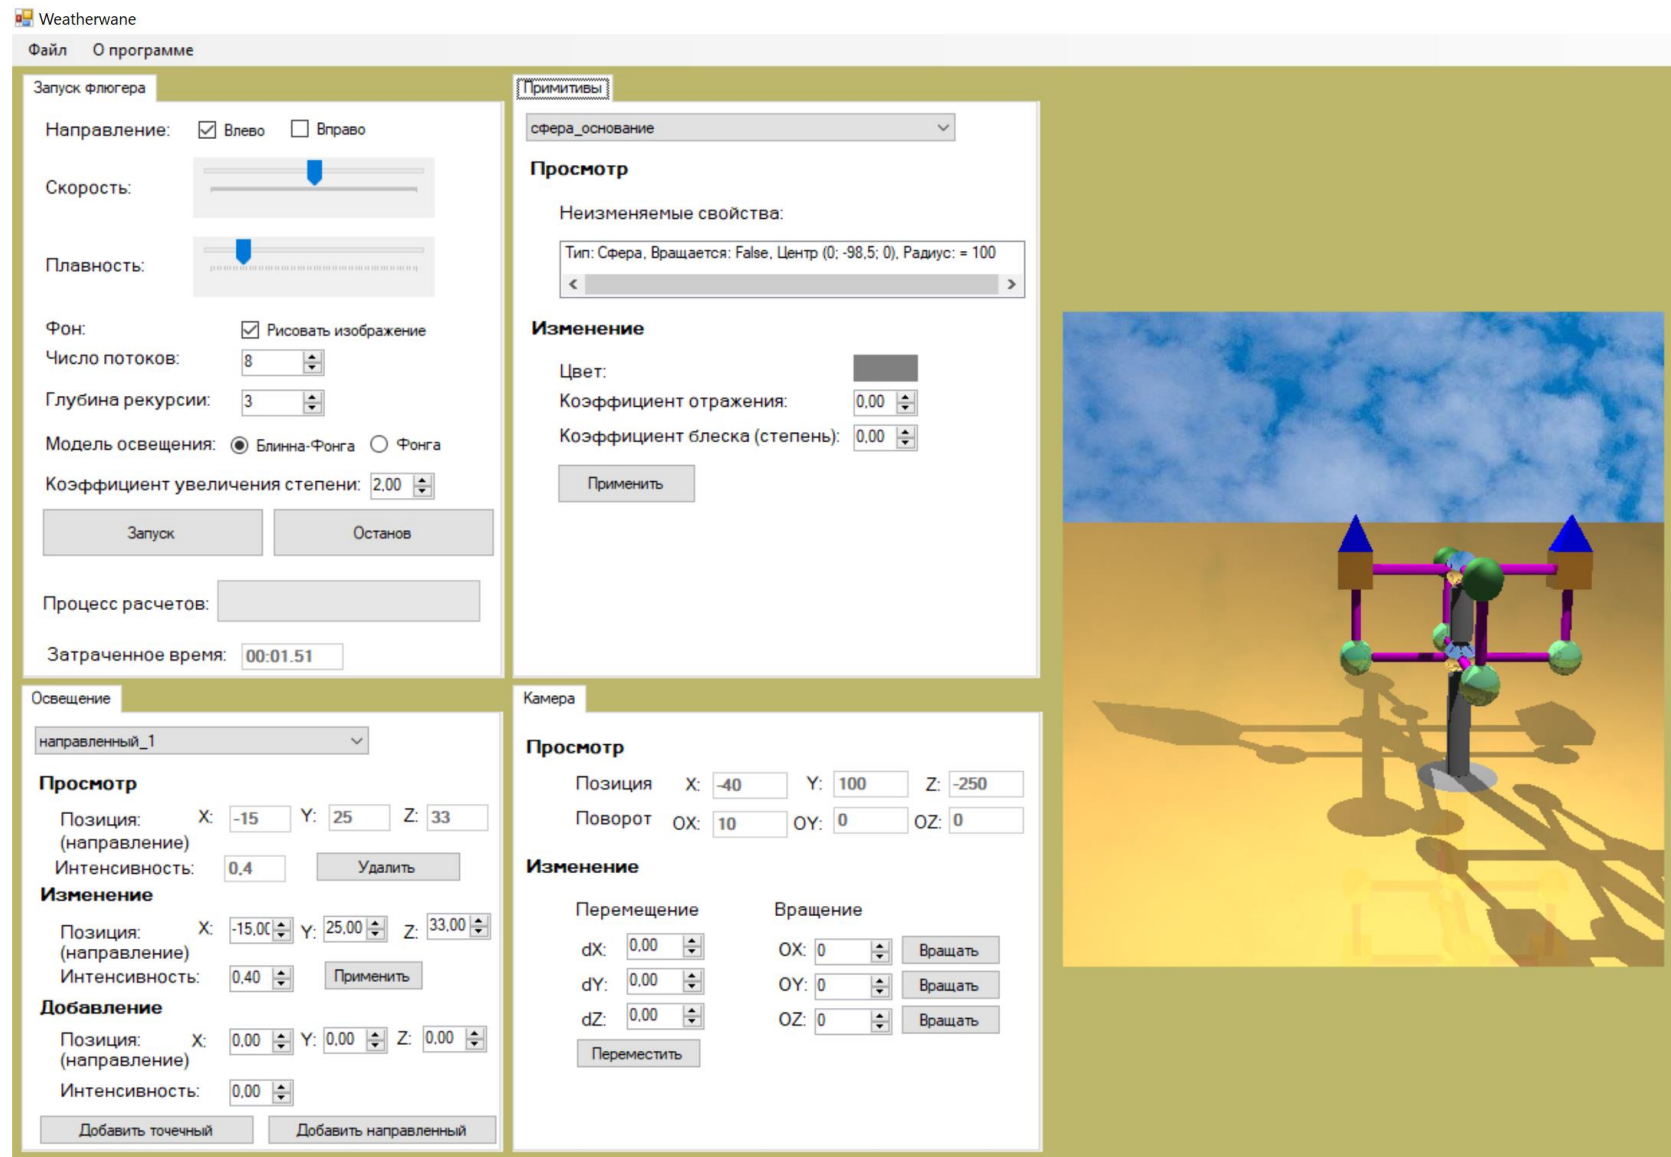 Weatherwane
Файл О программе
Запуск флюгера
Направление: Влево Вправо
Скорость:
Плавность:
Фон: Рисовать изображение
Число потоков: 8
Глубина рекурсии: 3
Модель освещения: Блинна-Фонга Фонга
Коэффициент увеличения степени: 2,00
Запуск Останов
Процесс расчетов:
Затраченное время: 00:01.51
Примитивы
сфера_основание
Просмотр
Неизменяемые свойства:
Тип: Сфера, Вращается: False, Центр (0; -98,5; 0), Радиус: = 100
Изменение
Цвет:
Коэффициент отражения: 0,00
Коэффициент блеска (степень): 0,00
Применить
Освещение
направленный_1
Просмотр
Позиция: X: -15 Y: 25 Z: 33
(направление)
Интенсивность: 0,4 Удалить
Изменение
Позиция: X: -15,00 Y: 25,00 Z: 33,00
(направление)
Интенсивность: 0,40 Применить
Добавление
Позиция: X: 0,00 Y: 0,00 Z: 0,00
(направление)
Интенсивность: 0,00
Добавить точечный Добавить направленный
Камера
Просмотр
Позиция X: -40 Y: 100 Z: -250
Поворот OX: 10 OY: 0 OZ: 0
Изменение
Перемещение Вращение
dX: 0,00 OX: 0 Вращать
dY: 0,00 OY: 0 Вращать
dZ: 0,00 OZ: 0 Вращать
Переместить